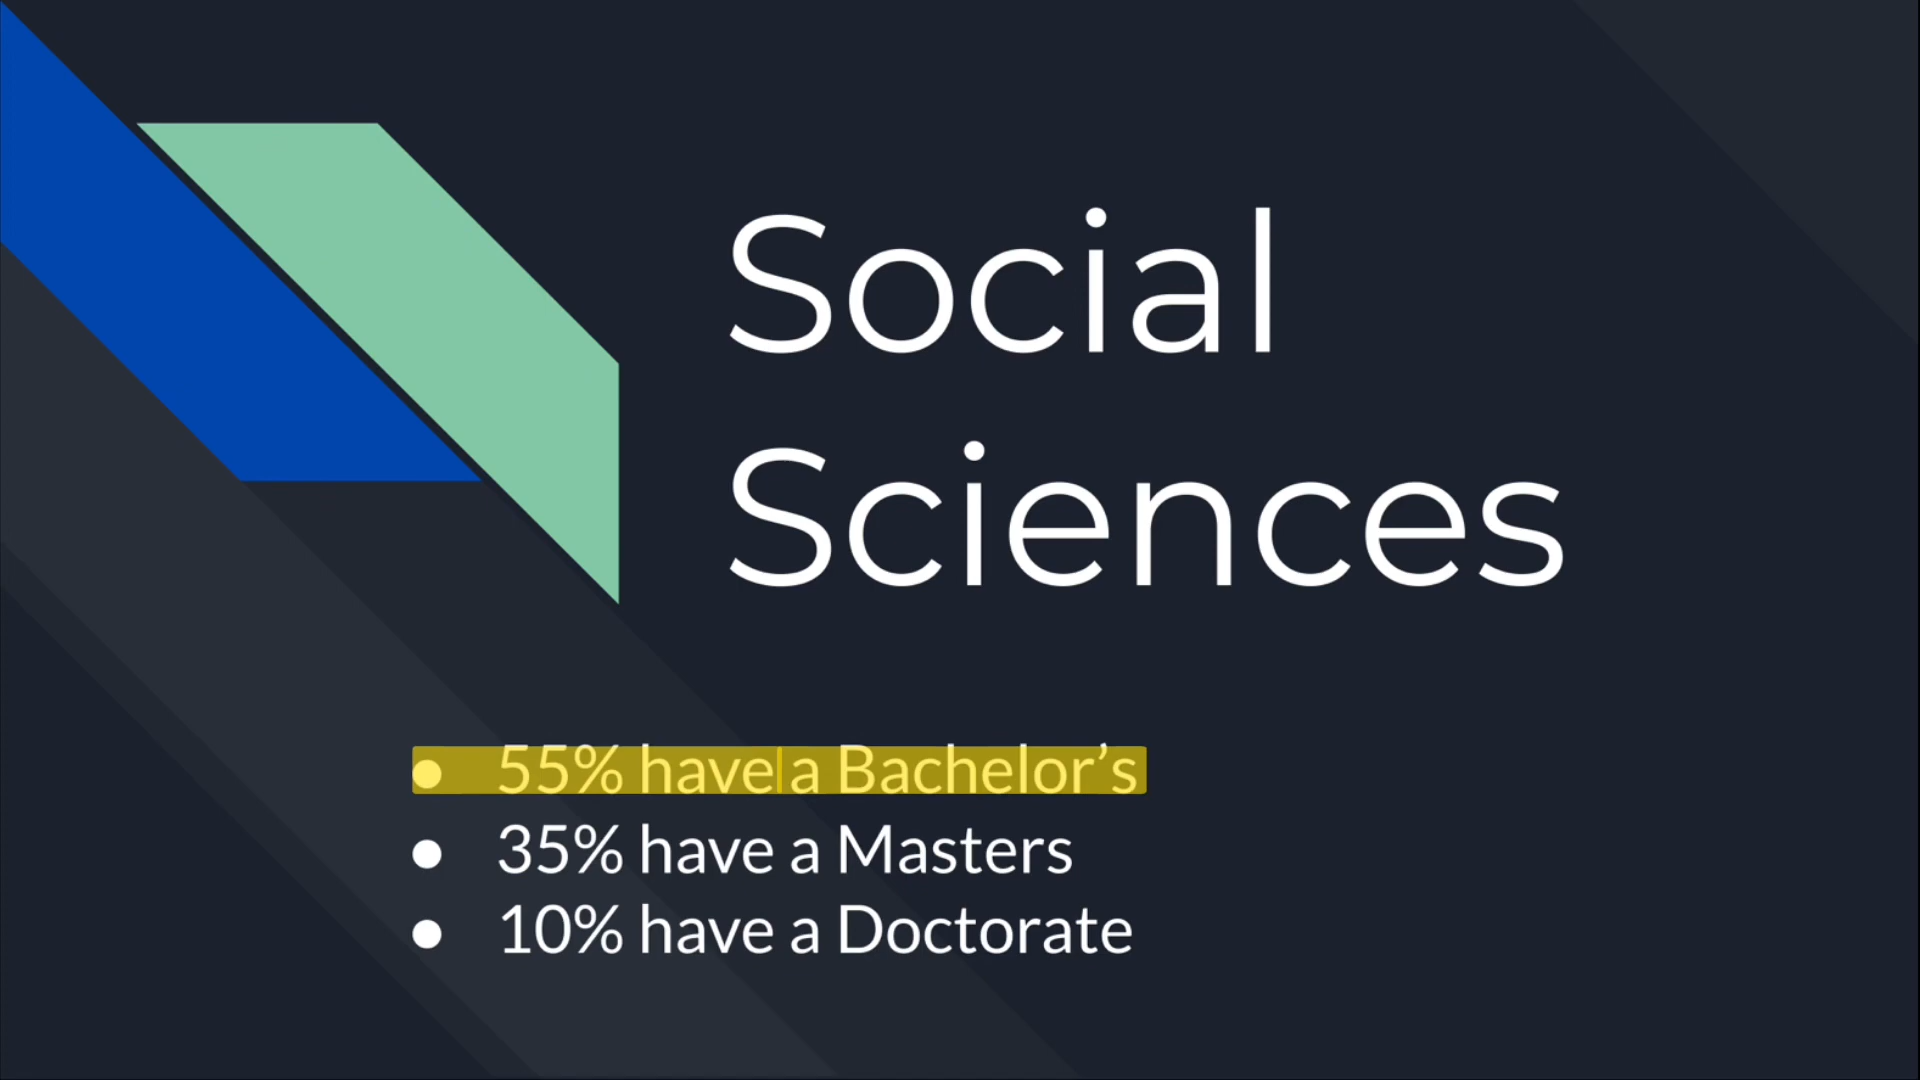 Social
Sciences
● 55% have a Bachelor’s
● 35% have a Masters
● 10% have a Doctorate